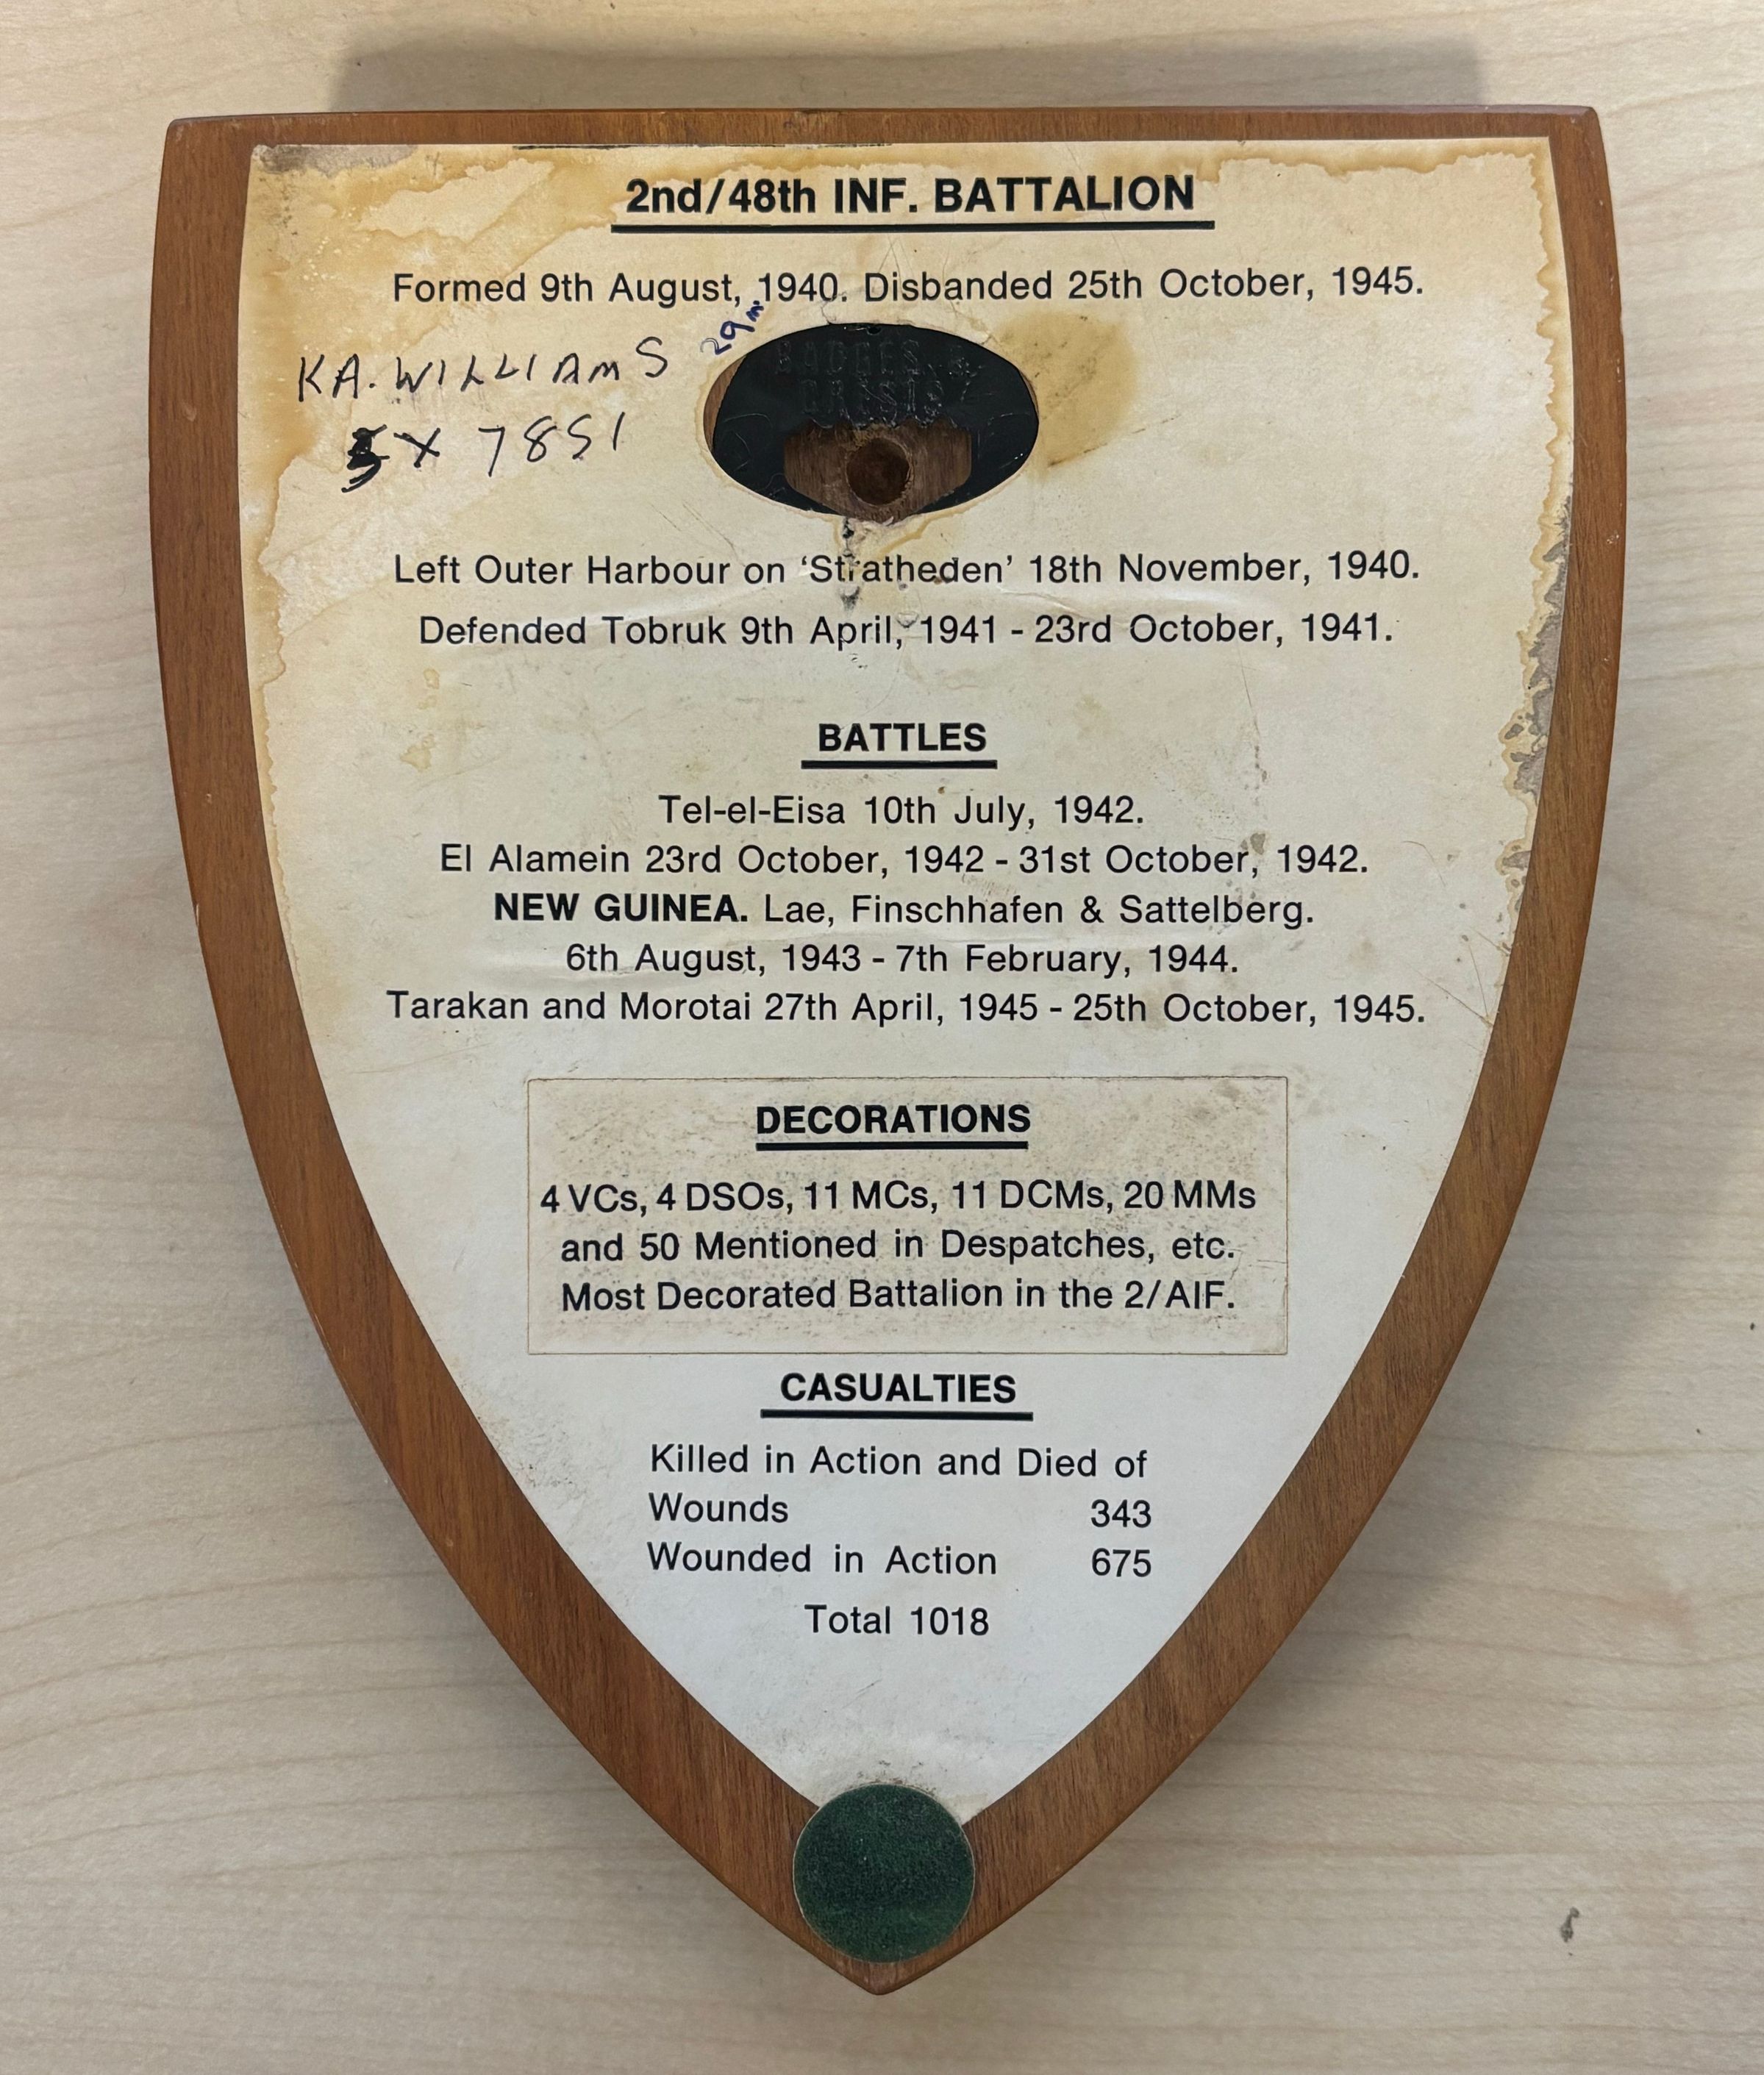 2nd/48th INF. BATTALION
Formed 9th August, 1940. Disbanded 25th October, 1945.
29m
KA. WILLIAMS
SX 7851
BADGES &
Left Outer Harbour on ‘Stratheden’ 18th November, 1940.
Defended Tobruk 9th April, 1941 - 23rd October, 1941.
BATTLES
Tel-el-Eisa 10th July, 1942.
El Alamein 23rd October, 1942 - 31st October, 1942.
NEW GUINEA. Lae, Finschhafen & Sattelberg.
6th August, 1943 - 7th February, 1944.
Tarakan and Morotai 27th April, 1945 - 25th October, 1945.
DECORATIONS
4 VCs, 4 DSOs, 11 MCs, 11 DCMs, 20 MMs
and 50 Mentioned in Despatches, etc.
Most Decorated Battalion in the 2/AIF.
CASUALTIES
Killed in Action and Died of
Wounds 343
Wounded in Action 675
Total 1018